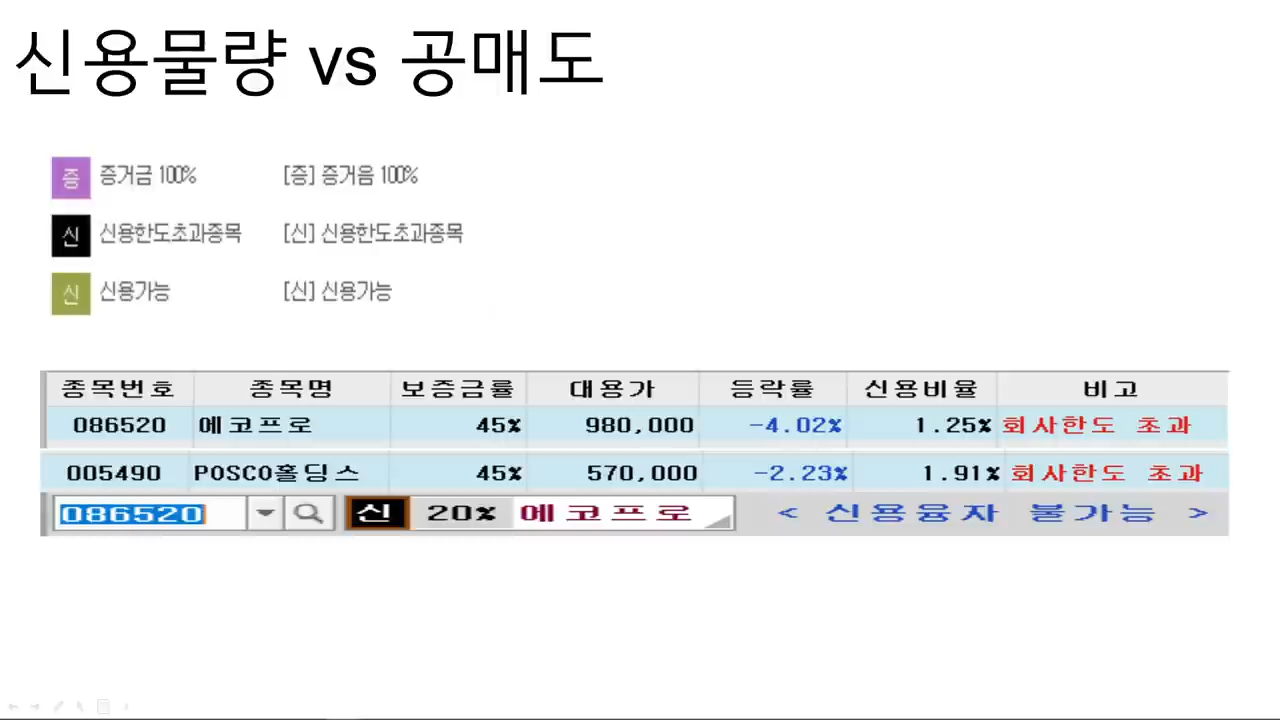 신용물량 vs 공매도
증 증거금 100% [증] 증거음 100%
신 신용한도초과종목 [신] 신용한도초과종목
신 신용가능 [신] 신용가능
종목번호 종목명 보증금률 대용가 등락률 신용비율 비고
086520 에코프로 45% 980,000 -4.02% 1.25% 회사한도 초과
005490 POSCO홀딩스 45% 570,000 -2.23% 1.91% 회사한도 초과
086520 신 20% 에코프로 < 신용융자 불가능 >